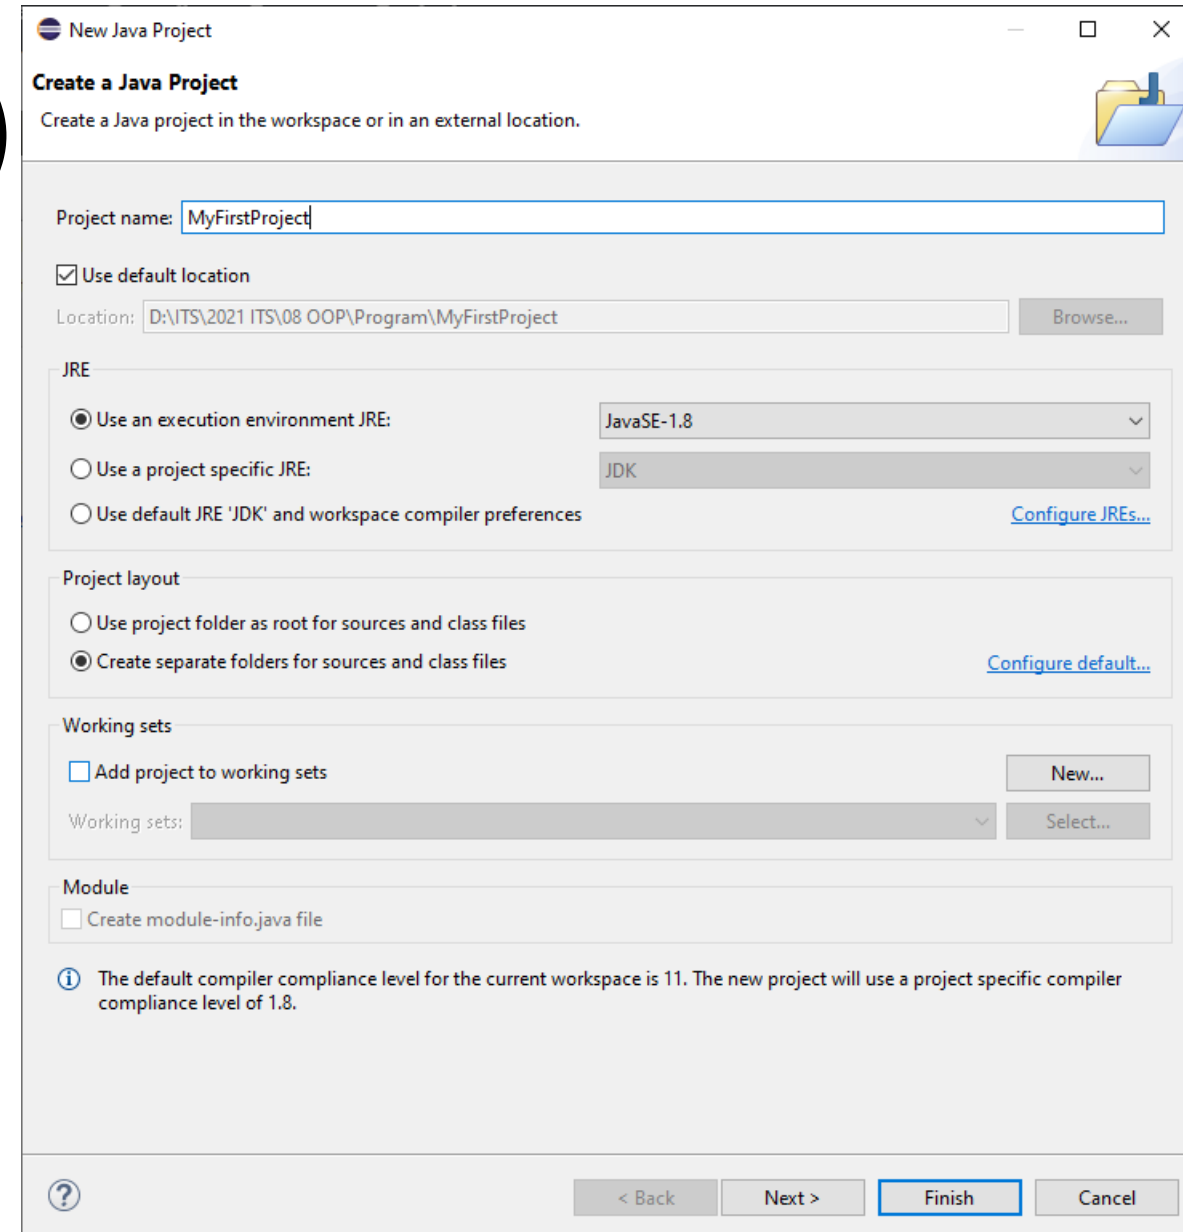 New Java Project
Create a Java Project
Create a Java project in the workspace or in an external location.
Project name: MyFirstProject
Use default location
Location: D:\ITS\2021 ITS\08 OOP\Program\MyFirstProject Browse...
JRE
Use an execution environment JRE: JavaSE-1.8
Use a project specific JRE: JDK
Use default JRE 'JDK' and workspace compiler preferences Configure JREs...
Project layout
Use project folder as root for sources and class files
Create separate folders for sources and class files Configure default...
Working sets
Add project to working sets New...
Working sets: Select...
Module
Create module-info.java file
The default compiler compliance level for the current workspace is 11. The new project will use a project specific compiler
compliance level of 1.8.
< Back Next > Finish Cancel